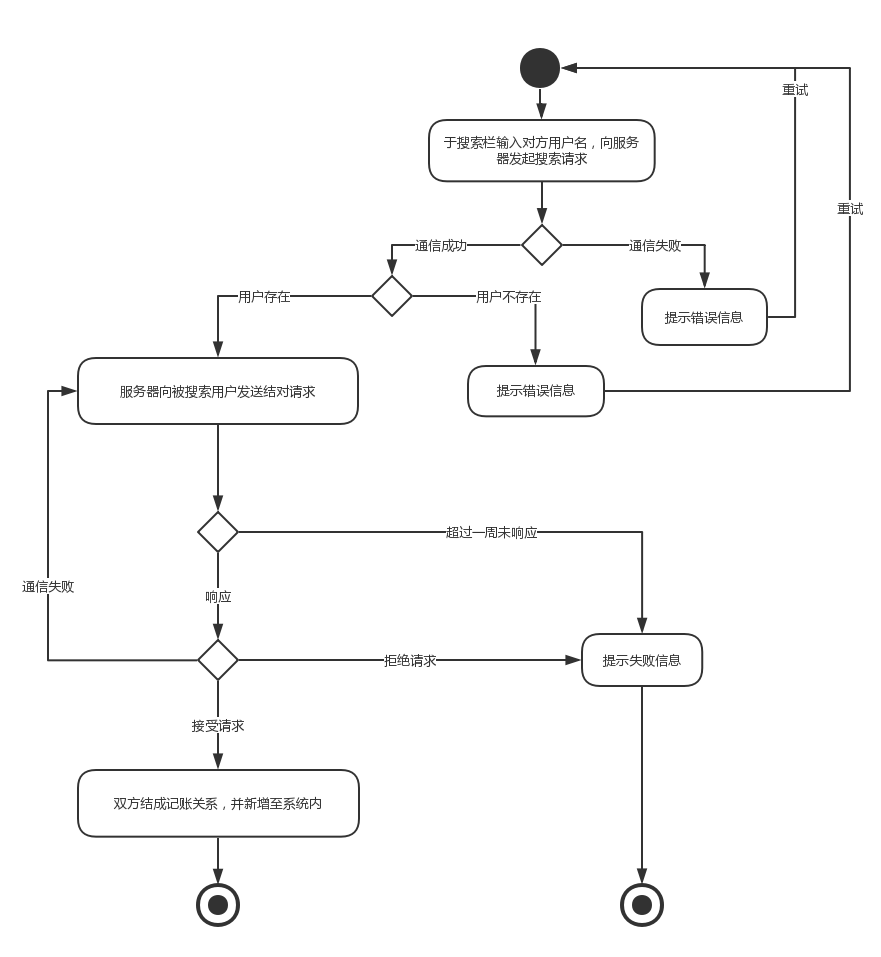 重试
于搜索栏输入对方用户名，向服务
器发起搜索请求
重试
通信成功
通信失败
用户存在
用户不存在
提示错误信息
服务器向被搜索用户发送结对请求
提示错误信息
超过一周未响应
通信失败
响应
拒绝请求
提示失败信息
接受请求
双方结成记账关系，并新增至系统内